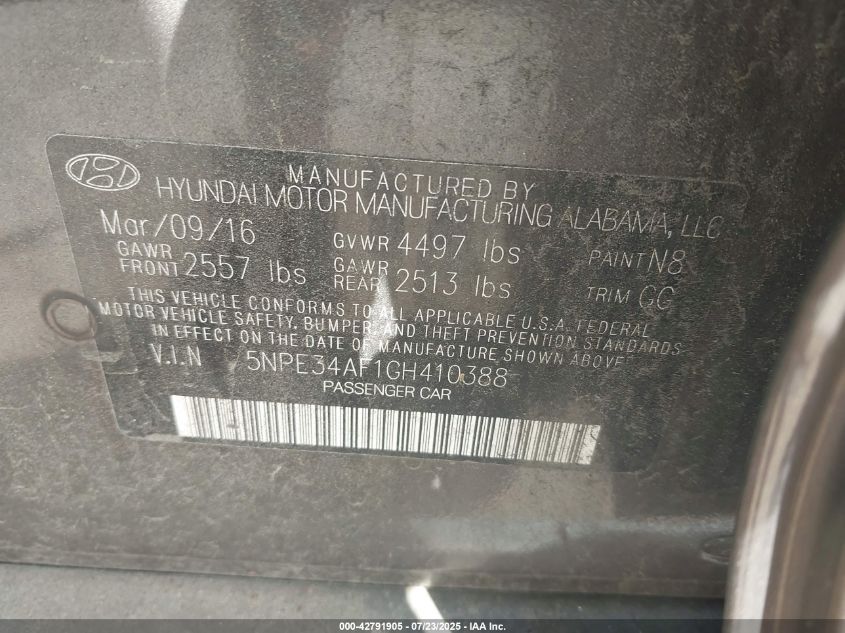 MANUFACTURED BY
HYUNDAI MOTOR MANUFACTURING ALABAMA, LLC
Mar/09/16 GVWR 4497 lbs PAINT N8
GAWR FRONT 2557 lbs GAWR REAR 2513 lbs TRIM GC
THIS VEHICLE CONFORMS TO ALL APPLICABLE U.S.A. FEDERAL
MOTOR VEHICLE SAFETY, BUMPER, AND THEFT PREVENTION STANDARDS
IN EFFECT ON THE DATE OF MANUFACTURE SHOWN ABOVE
V.I.N 5NPE34AF1GH410388
PASSENGER CAR
000-42791905 - 07/23/2025 - IAA Inc.